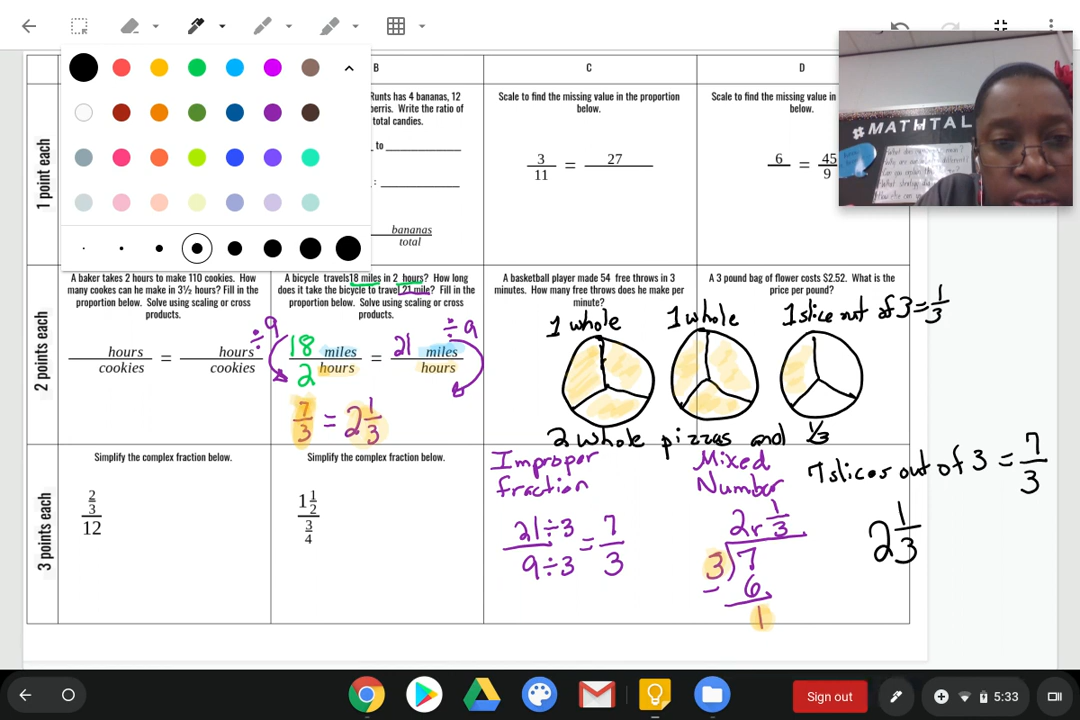 B
C
D
1 point each
Runts has 4 bananas, 12
Write the ratio of
total candies.
to
:
bananas
total
Scale to find the missing value in the proportion
below.
3
11
=
27
Scale to find the missing value in
below.
6
=
45
9
#MATHTAL
2 points each
A baker takes 2 hours to make 110 cookies. How
many cookies can he make in 3½ hours? Fill in the
proportion below. Solve using scaling or cross
products.
hours
cookies
=
hours
cookies
A bicycle travels 18 miles in 2 hours? How long
does it take the bicycle to travel 21 mile? Fill in the
proportion below. Solve using scaling or cross
products.
÷9
18 miles
2 hours
=
21 miles
hours
÷9
7
3
= 2 1/3
A basketball player made 54 free throws in 3
minutes. How many free throws does he make per
minute?
A 3 pound bag of flower costs $2.52. What is the
price per pound?
1 whole
1 whole
1 slice out of 3 = 1/3
2 whole pizzas and 1/3
7 slices out of 3 = 7/3
2 1/3
3 points each
Simplify the complex fraction below.
2
3
12
Simplify the complex fraction below.
1 1/2
3
4
Improper
fraction
21÷3
9÷3
=
7
3
Mixed
Number
2r 1/3
3)7
- 6
1
Sign out
5:33